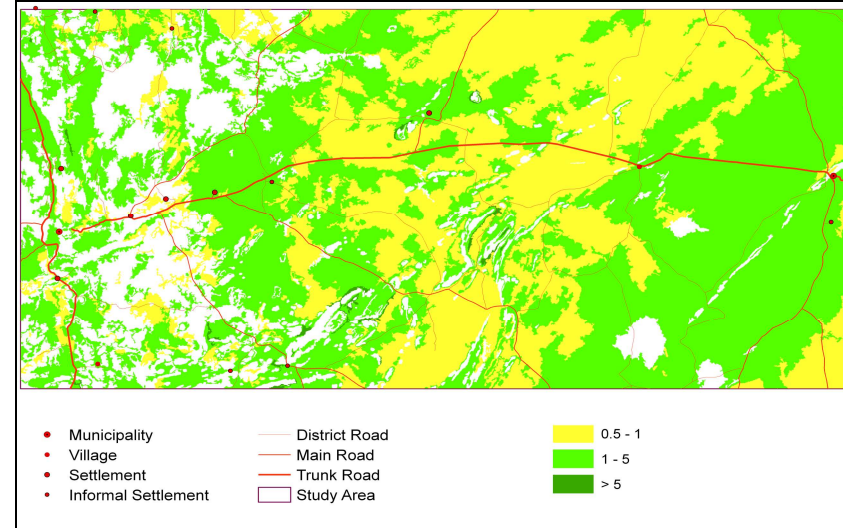 Municipality
Village
Settlement
Informal Settlement
District Road
Main Road
Trunk Road
Study Area
0.5 - 1
1 - 5
> 5